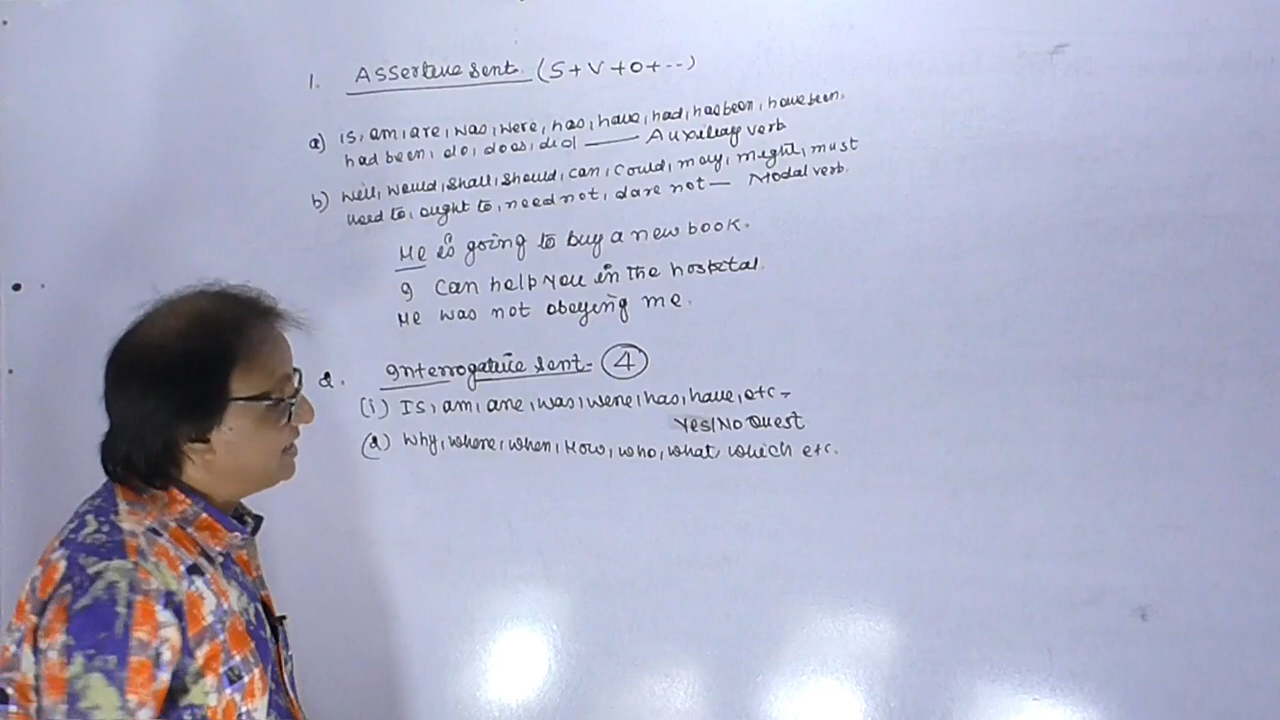 1. Assertive sent. (S+V+O+--)
a) is, am, are, was, were, has, have, had, has been, have been.
had been, do, does, did —— Auxiliary verb
b) will, would, shall, should, can, could, may, might, must
used to, ought to, need not, dare not — Modal verb.
He is going to buy a new book.
I can help you in the hospital.
He was not obeying me.
2. Interrogative sent- 4
(i) Is, am, are, was, were, has, have, etc-
Yes/No Quest
(2) Why, where, when, How, who, what, which etc.